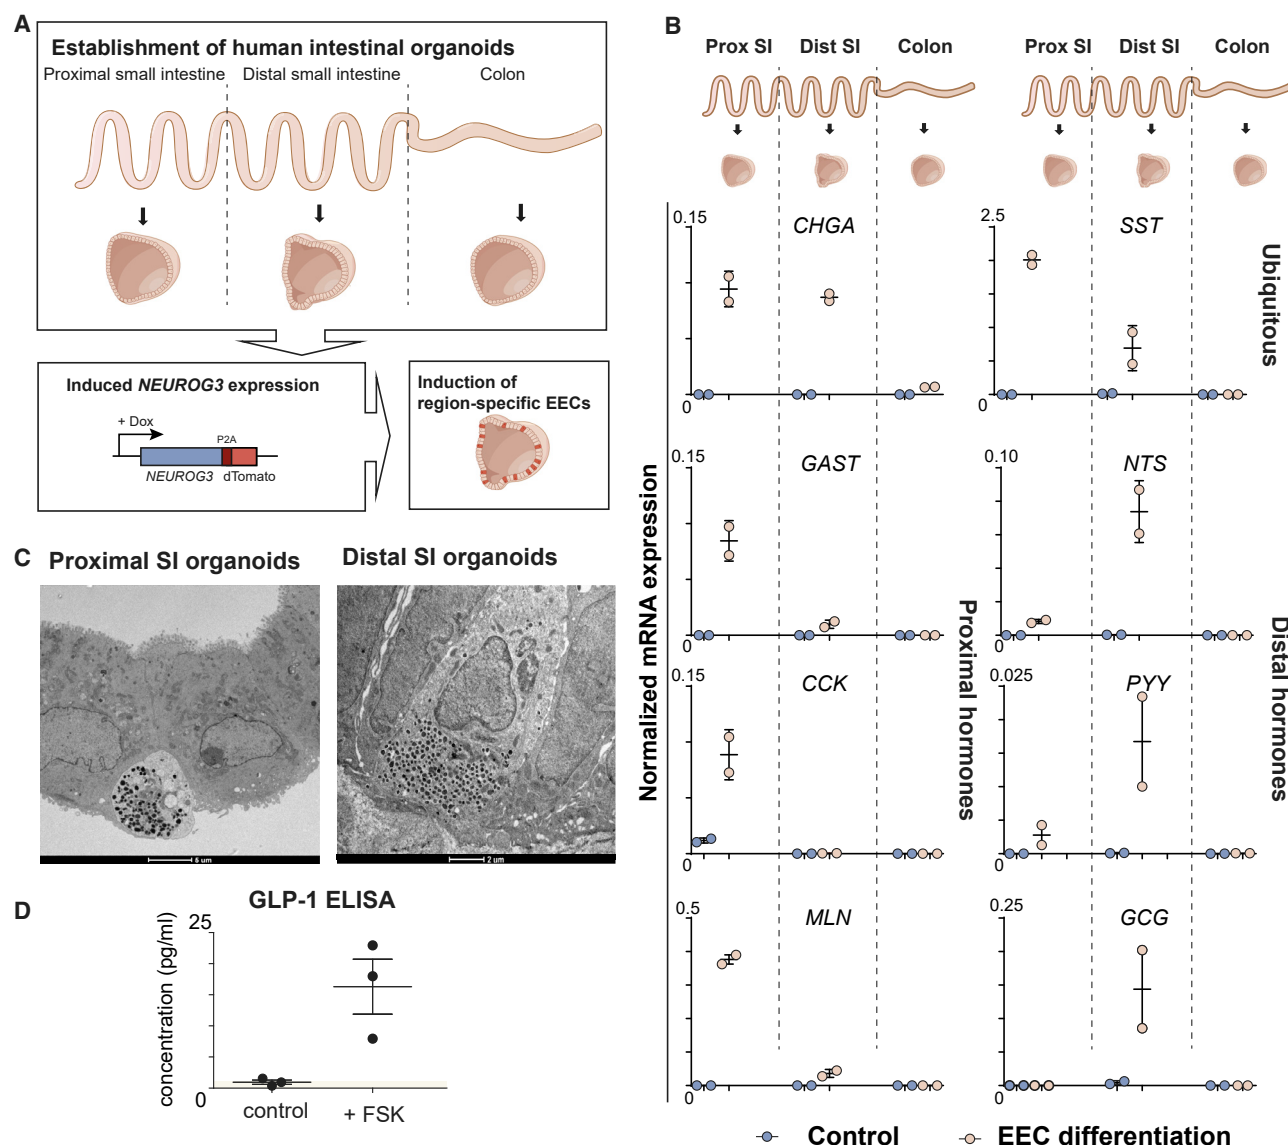 A
Establishment of human intestinal organoids
Proximal small intestine
Distal small intestine
Colon
Induced NEUROG3 expression
+ Dox
P2A
NEUROG3
dTomato
Induction of
region-specific EECs
B
Prox SI
Dist SI
Colon
Prox SI
Dist SI
Colon
Normalized mRNA expression
0.15
CHGA
0
2.5
SST
0
Ubiquitous
0.15
GAST
0
0.10
NTS
0
0.15
CCK
0
0.025
PYY
0
0.5
MLN
0
0.25
GCG
0
Proximal hormones
Distal hormones
Control
EEC differentiation
C
Proximal SI organoids
Distal SI organoids
5 um
2 um
D
GLP-1 ELISA
concentration (pg/ml)
25
0
control
+ FSK